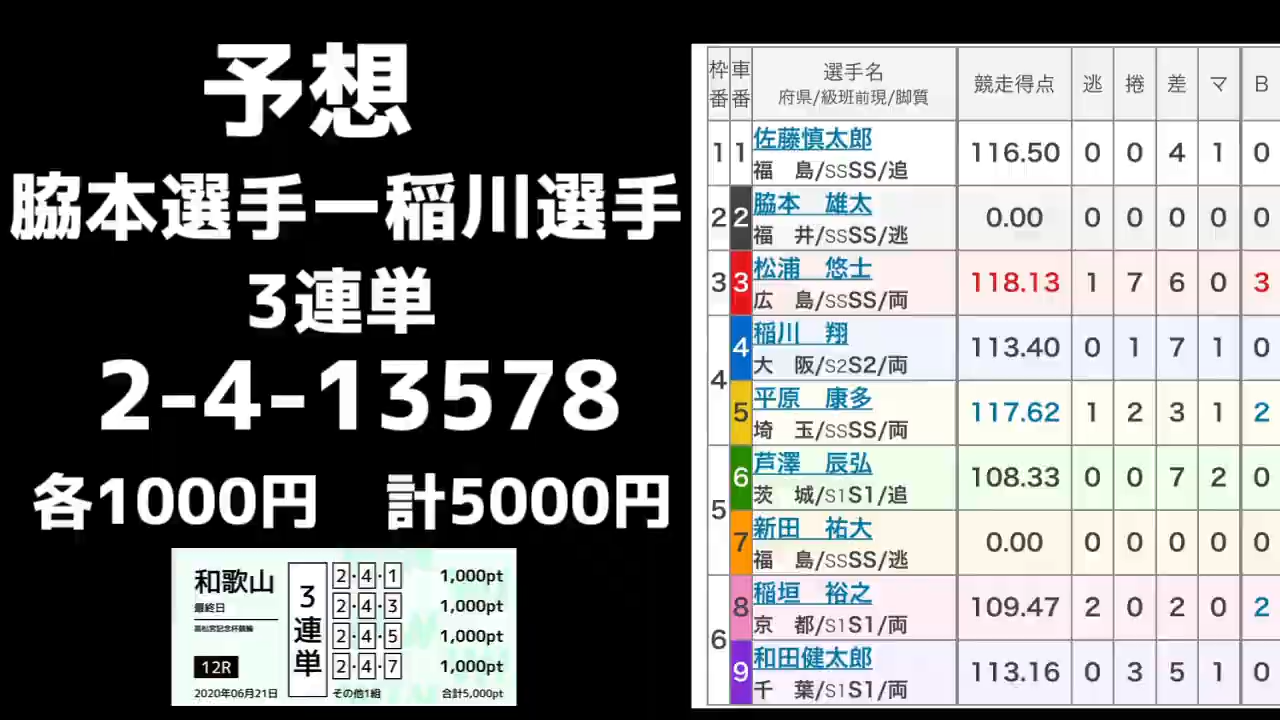 予想
脇本選手ー稲川選手
3連単
2-4-13578
各1000円 計5000円
和歌山
最終日
高松宮記念杯競輪
12R
2020年06月21日
3連単
2・4・1 1,000pt
2・4・3 1,000pt
2・4・5 1,000pt
2・4・7 1,000pt
その他1組 合計5,000pt
枠番 車番 選手名 府県/級班前現/脚質 競走得点 逃 捲 差 マ B
1 1 佐藤慎太郎 116.50 0 0 4 1 0
福 島/SSSS/追
2 2 脇本 雄太 0.00 0 0 0 0 0
福 井/SSSS/逃
3 3 松浦 悠士 118.13 1 7 6 0 3
広 島/SSSS/両
4 4 稲川 翔 113.40 0 1 7 1 0
大 阪/S2S2/両
5 平原 康多 117.62 1 2 3 1 2
埼 玉/SSSS/両
5 6 芦澤 辰弘 108.33 0 0 7 2 0
茨 城/S1S1/追
7 新田 祐大 0.00 0 0 0 0 0
福 島/SSSS/逃
6 8 稲垣 裕之 109.47 2 0 2 0 2
京 都/S1S1/両
9 和田健太郎 113.16 0 3 5 1 0
千 葉/S1S1/両